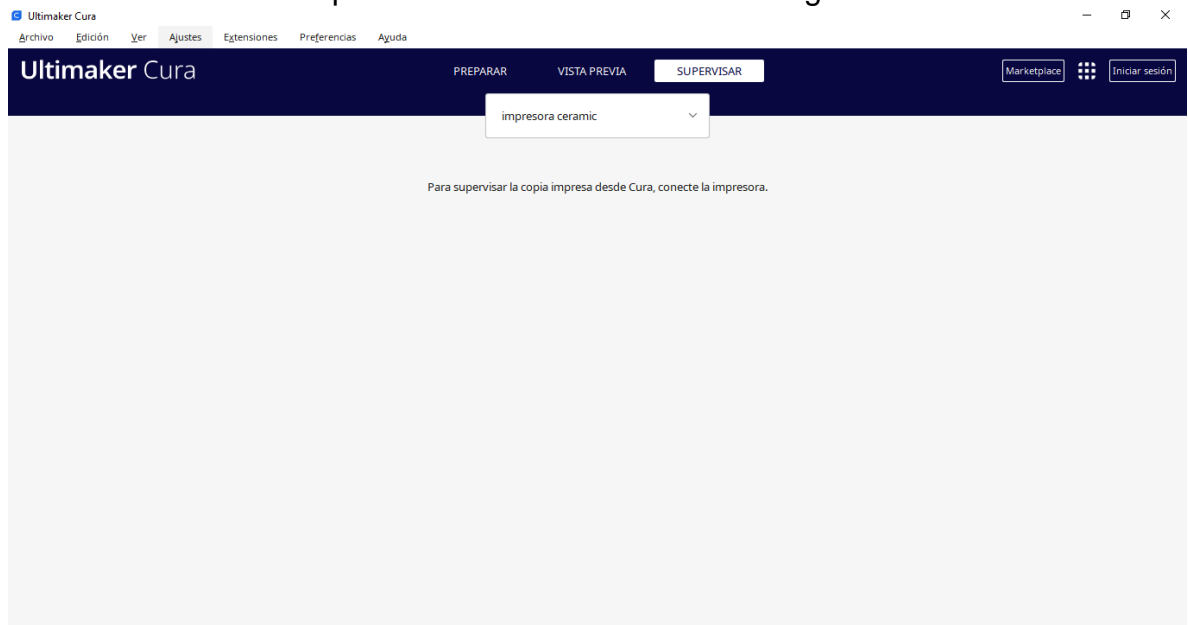 Ultimaker Cura
Archivo Edición Ver Ajustes Extensiones Preferencias Ayuda
Ultimaker Cura PREPARAR VISTA PREVIA SUPERVISAR Marketplace Iniciar sesión
impresora ceramic
Para supervisar la copia impresa desde Cura, conecte la impresora.